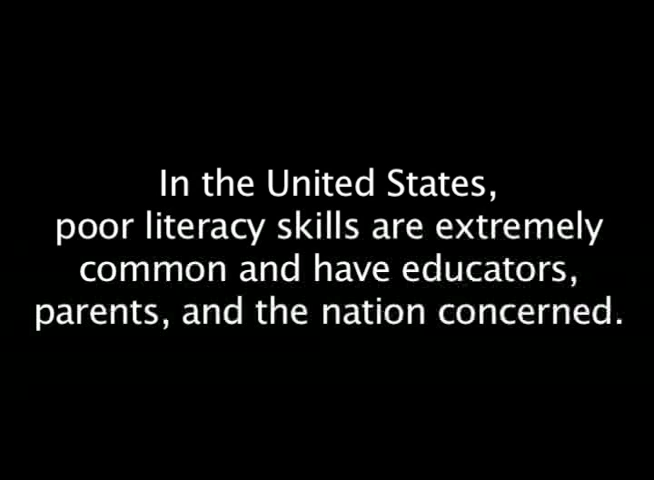 In the United States,
poor literacy skills are extremely
common and have educators,
parents, and the nation concerned.